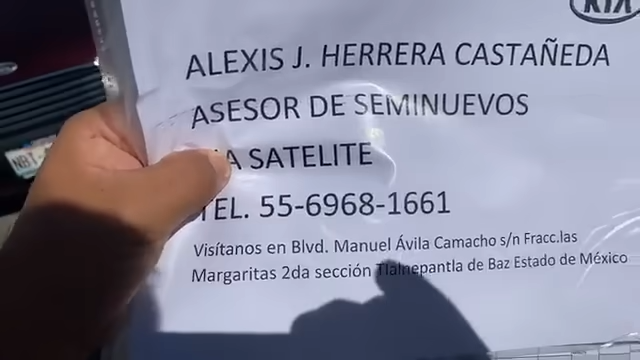 KIA
ALEXIS J. HERRERA CASTAÑEDA
ASESOR DE SEMINUEVOS
SATELITE
TEL. 55-6968-1661
Visítanos en Blvd. Manuel Ávila Camacho s/n Fracc.las
Margaritas 2da sección Tlalnepantla de Baz Estado de México